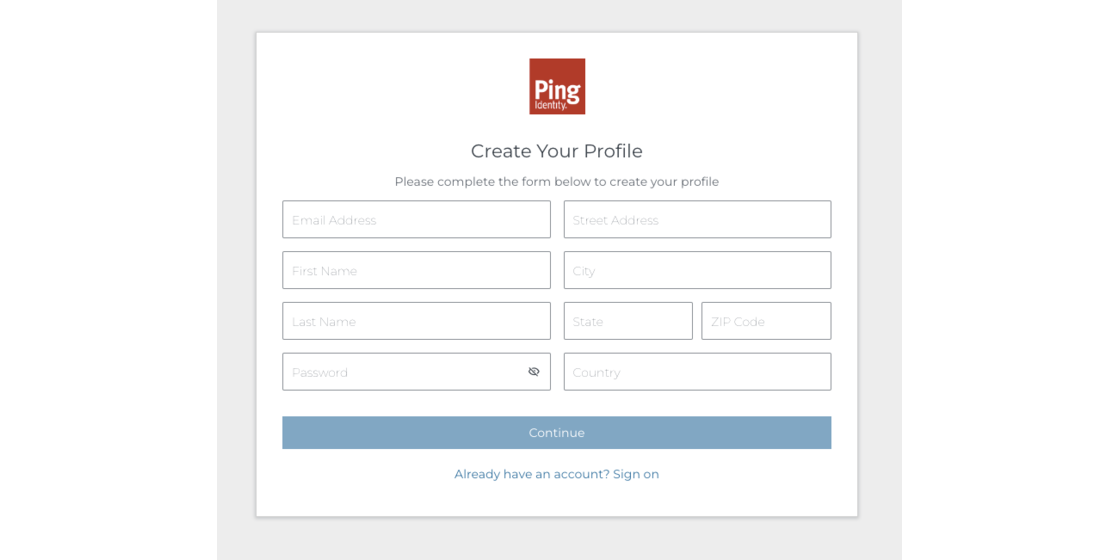 Ping
Identity.
Create Your Profile
Please complete the form below to create your profile
Email Address
Street Address
First Name
City
Last Name
State
ZIP Code
Password
Country
Continue
Already have an account? Sign on